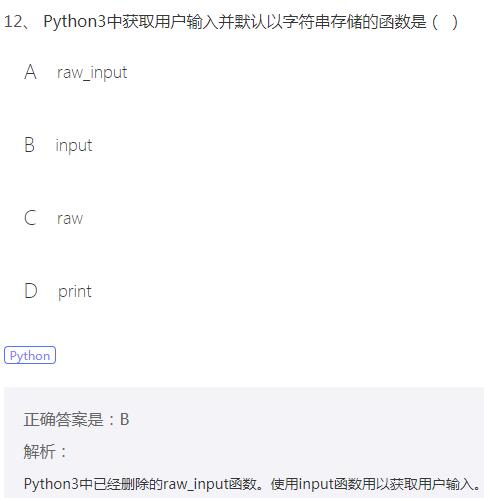 12、 Python3中获取用户输入并默认以字符串存储的函数是（ ）
A raw_input
B input
C raw
D print
Python
正确答案是：B
解析：
Python3中已经删除的raw_input函数。使用input函数用以获取用户输入。